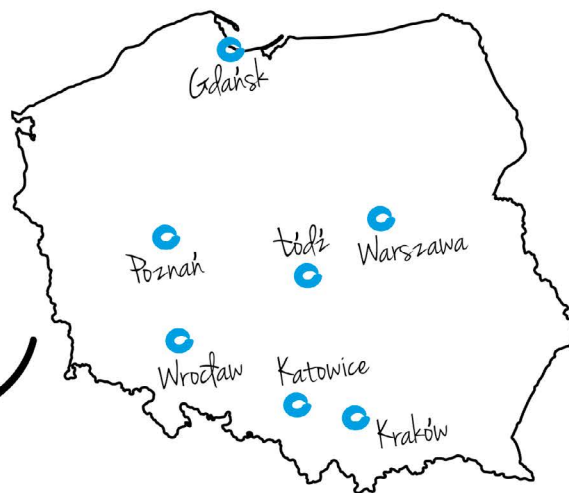 Gdańsk
Poznań
Łódź
Warszawa
Wrocław
Katowice
Kraków